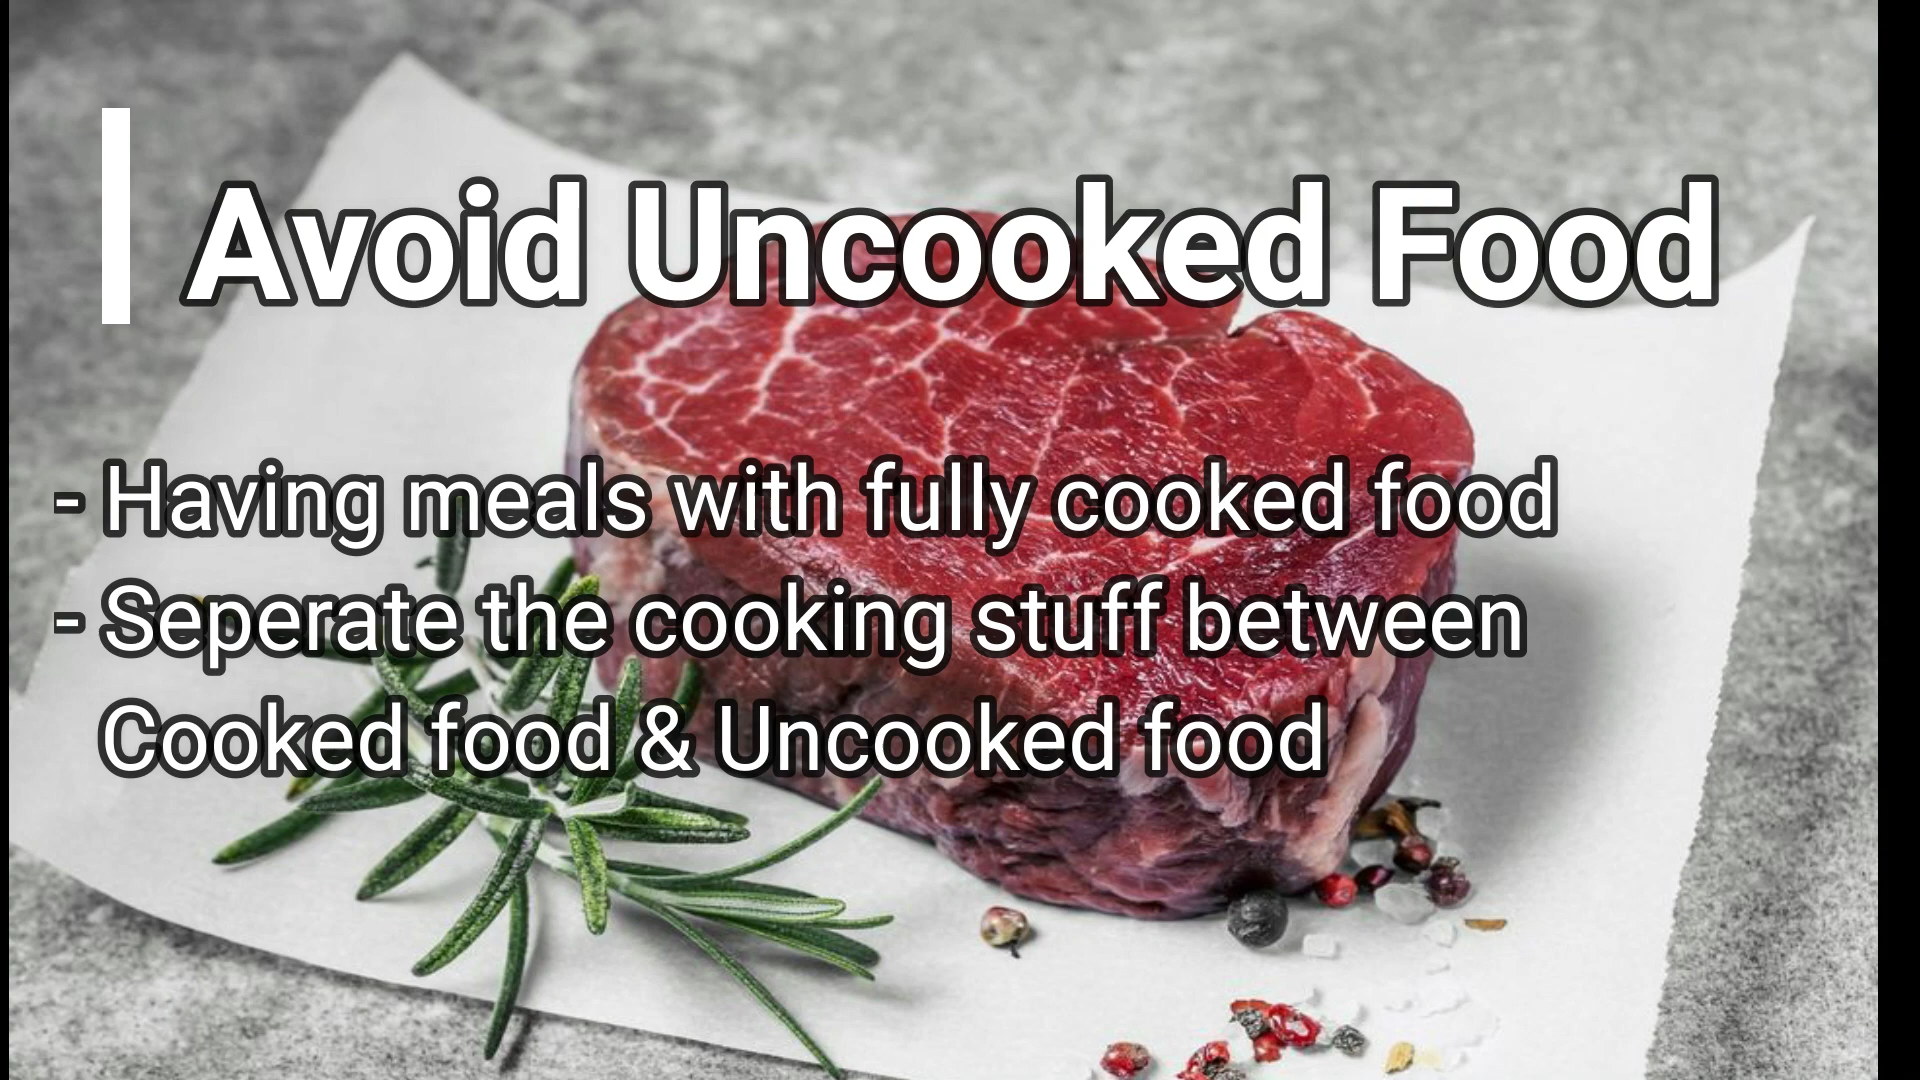 Avoid Uncooked Food
- Having meals with fully cooked food
- Seperate the cooking stuff between
Cooked food & Uncooked food